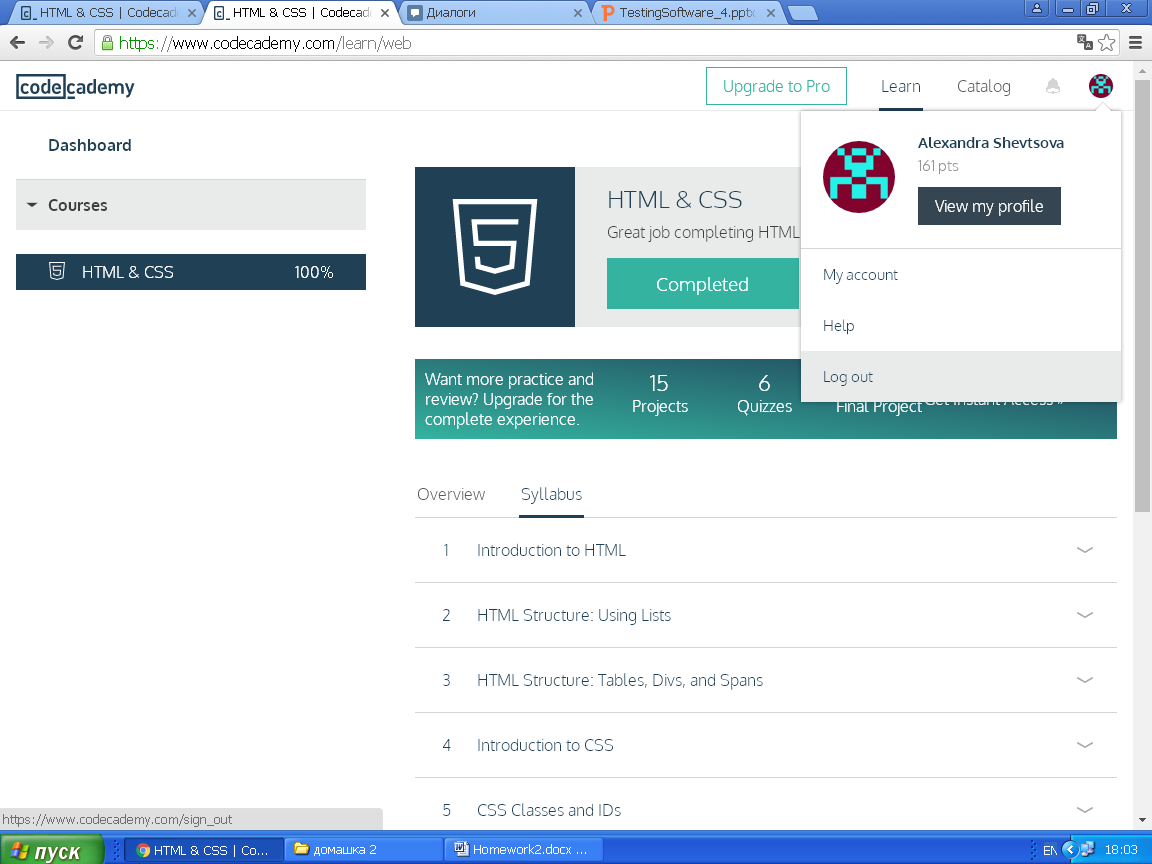 HTML & CSS | Codecad
HTML & CSS | Codecad
Диалоги
TestingSoftware_4.pptx
https://www.codecademy.com/learn/web
codecademy
Upgrade to Pro
Learn
Catalog
Dashboard
Courses
HTML & CSS 100%
HTML & CSS
Great job completing HTML
Completed
Alexandra Shevtsova
161 pts
View my profile
My account
Help
Log out
Want more practice and
review? Upgrade for the
complete experience.
15
Projects
6
Quizzes
Final Project
Get Instant Access »
Overview
Syllabus
1 Introduction to HTML
2 HTML Structure: Using Lists
3 HTML Structure: Tables, Divs, and Spans
4 Introduction to CSS
5 CSS Classes and IDs
https://www.codecademy.com/sign_out
пуск
HTML & CSS | Co...
домашка 2
Homework2.docx ...
EN
18:03